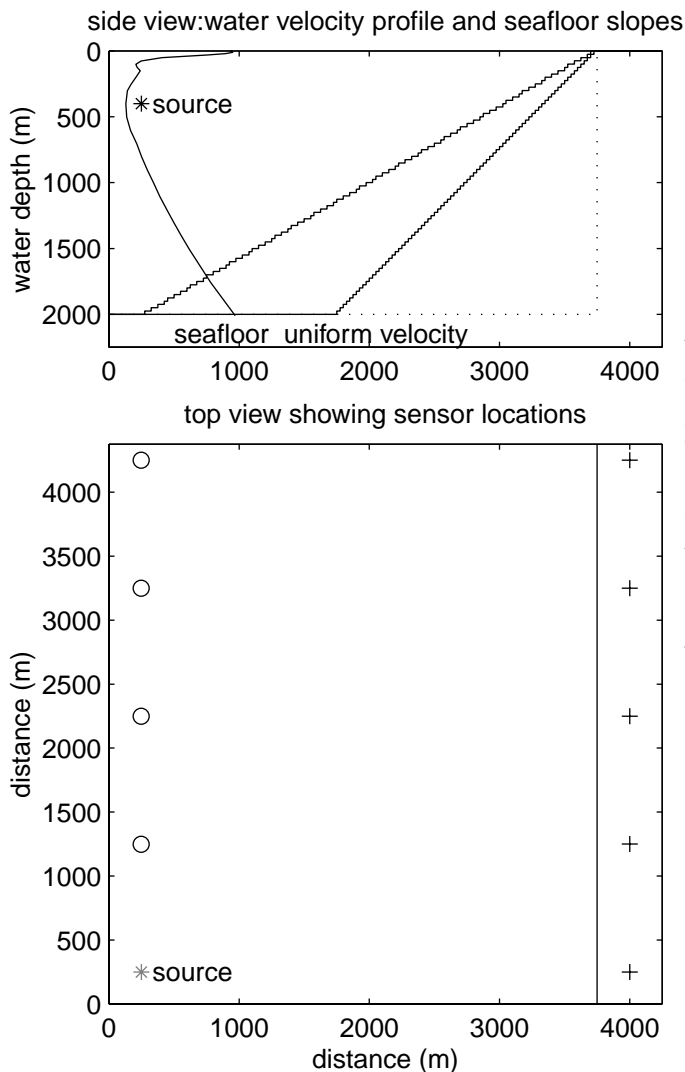 side view:water velocity profile and seafloor slopes
0
500
1000
1500
2000
water depth (m)
source
seafloor uniform velocity
0 1000 2000 3000 4000
top view showing sensor locations
4000
3500
3000
2500
2000
1500
1000
500
0
distance (m)
source
0 1000 2000 3000 4000
distance (m)